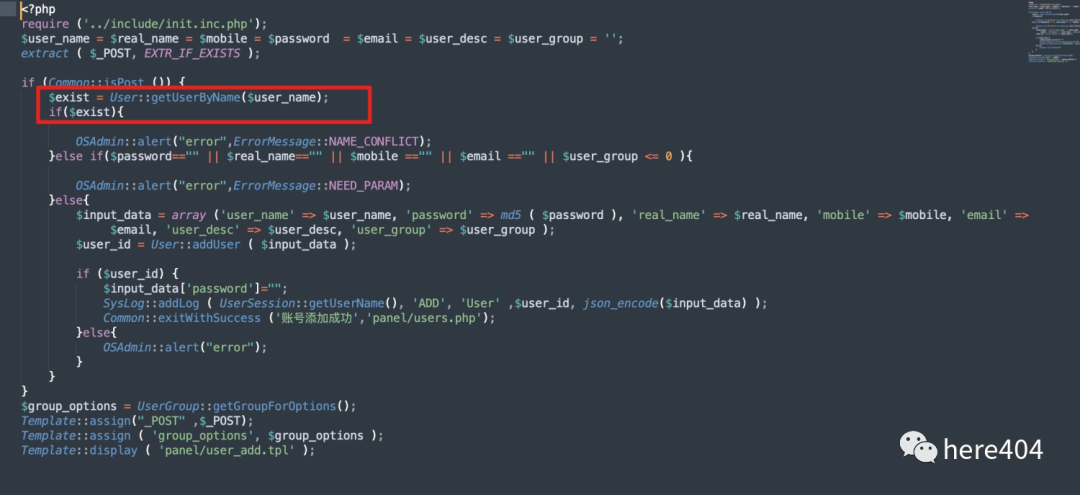 <?php
require ('../include/init.inc.php');
$user_name = $real_name = $mobile = $password  = $email = $user_desc = $user_group = '';
extract ( $_POST, EXTR_IF_EXISTS );
if (Common::isPost ()) {
$exist = User::getUserByName($user_name);
if($exist){
OSAdmin::alert("error",ErrorMessage::NAME_CONFLICT);
}else if($password=="" || $real_name=="" || $mobile =="" || $email =="" || $user_group <= 0 ){
OSAdmin::alert("error",ErrorMessage::NEED_PARAM);
}else{
$input_data = array ('user_name' => $user_name, 'password' => md5 ( $password ), 'real_name' => $real_name, 'mobile' => $mobile, 'email' =>
$email, 'user_desc' => $user_desc, 'user_group' => $user_group );
$user_id = User::addUser ( $input_data );
if ($user_id) {
$input_data['password']="";
SysLog::addLog ( UserSession::getUserName(), 'ADD', 'User' ,$user_id, json_encode($input_data) );
Common::exitWithSuccess ('账号添加成功','panel/users.php');
}else{
OSAdmin::alert("error");
}
}
}
$group_options = UserGroup::getGroupForOptions();
Template::assign("_POST" ,$_POST);
Template::assign ( 'group_options', $group_options );
Template::display ( 'panel/user_add.tpl' );
here404